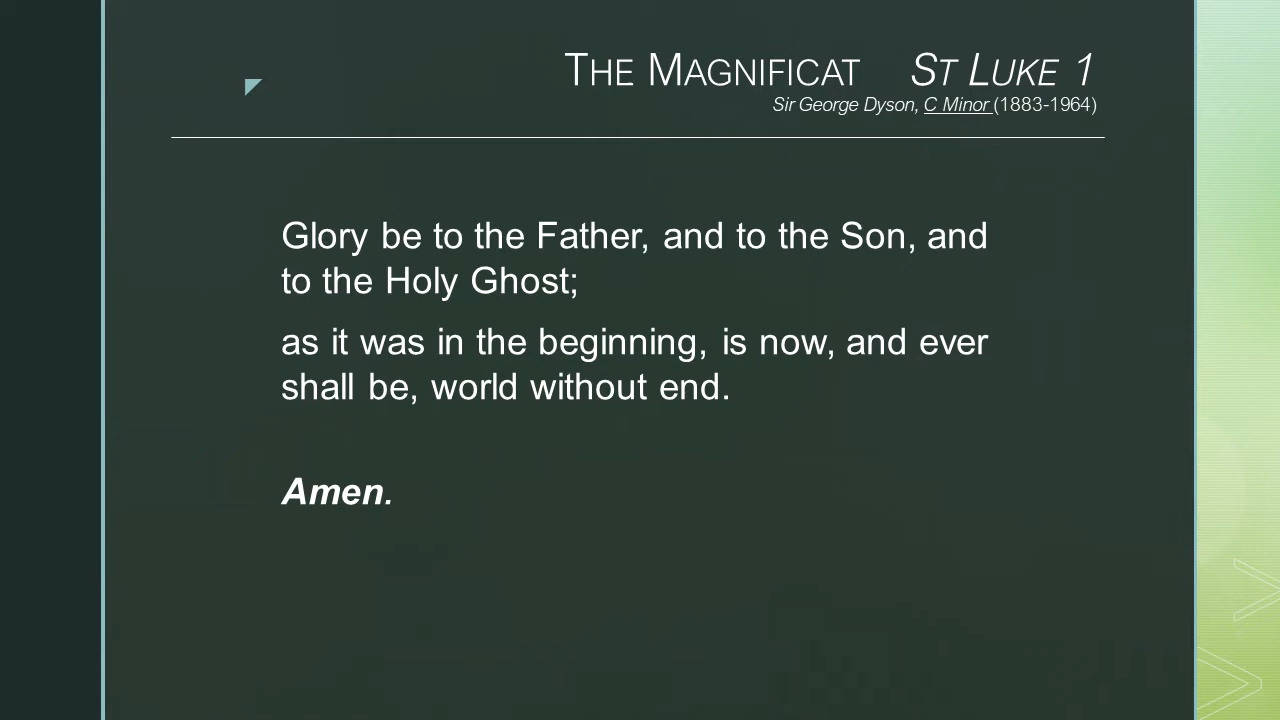 The Magnificat St Luke 1
Sir George Dyson, C Minor (1883-1964)
Glory be to the Father, and to the Son, and
to the Holy Ghost;
as it was in the beginning, is now, and ever
shall be, world without end.
Amen.